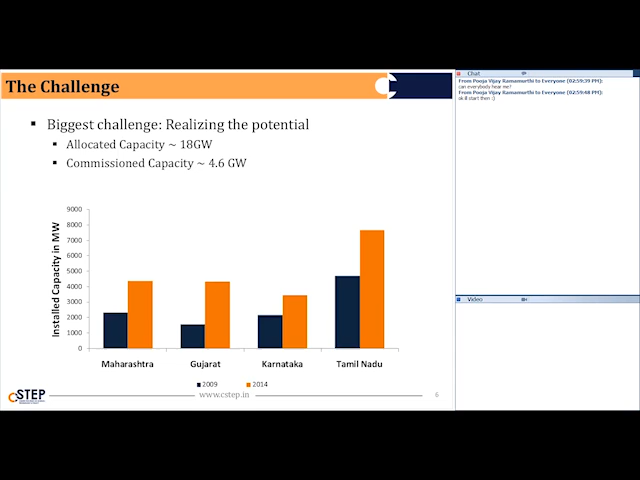 The Challenge
Biggest challenge: Realizing the potential
Allocated Capacity ~ 18GW
Commissioned Capacity ~ 4.6 GW
Installed Capacity in MW
9000
8000
7000
6000
5000
4000
3000
2000
1000
0
Maharashtra Gujarat Karnataka Tamil Nadu
2009 2014
CSTEP
www.cstep.in
6
Chat
From Pooja Vijay Ramamurthi to Everyone (02:59:39 PM):
can everybody hear me?
From Pooja Vijay Ramamurthi to Everyone (02:59:48 PM):
ok.ill start then :)
Video